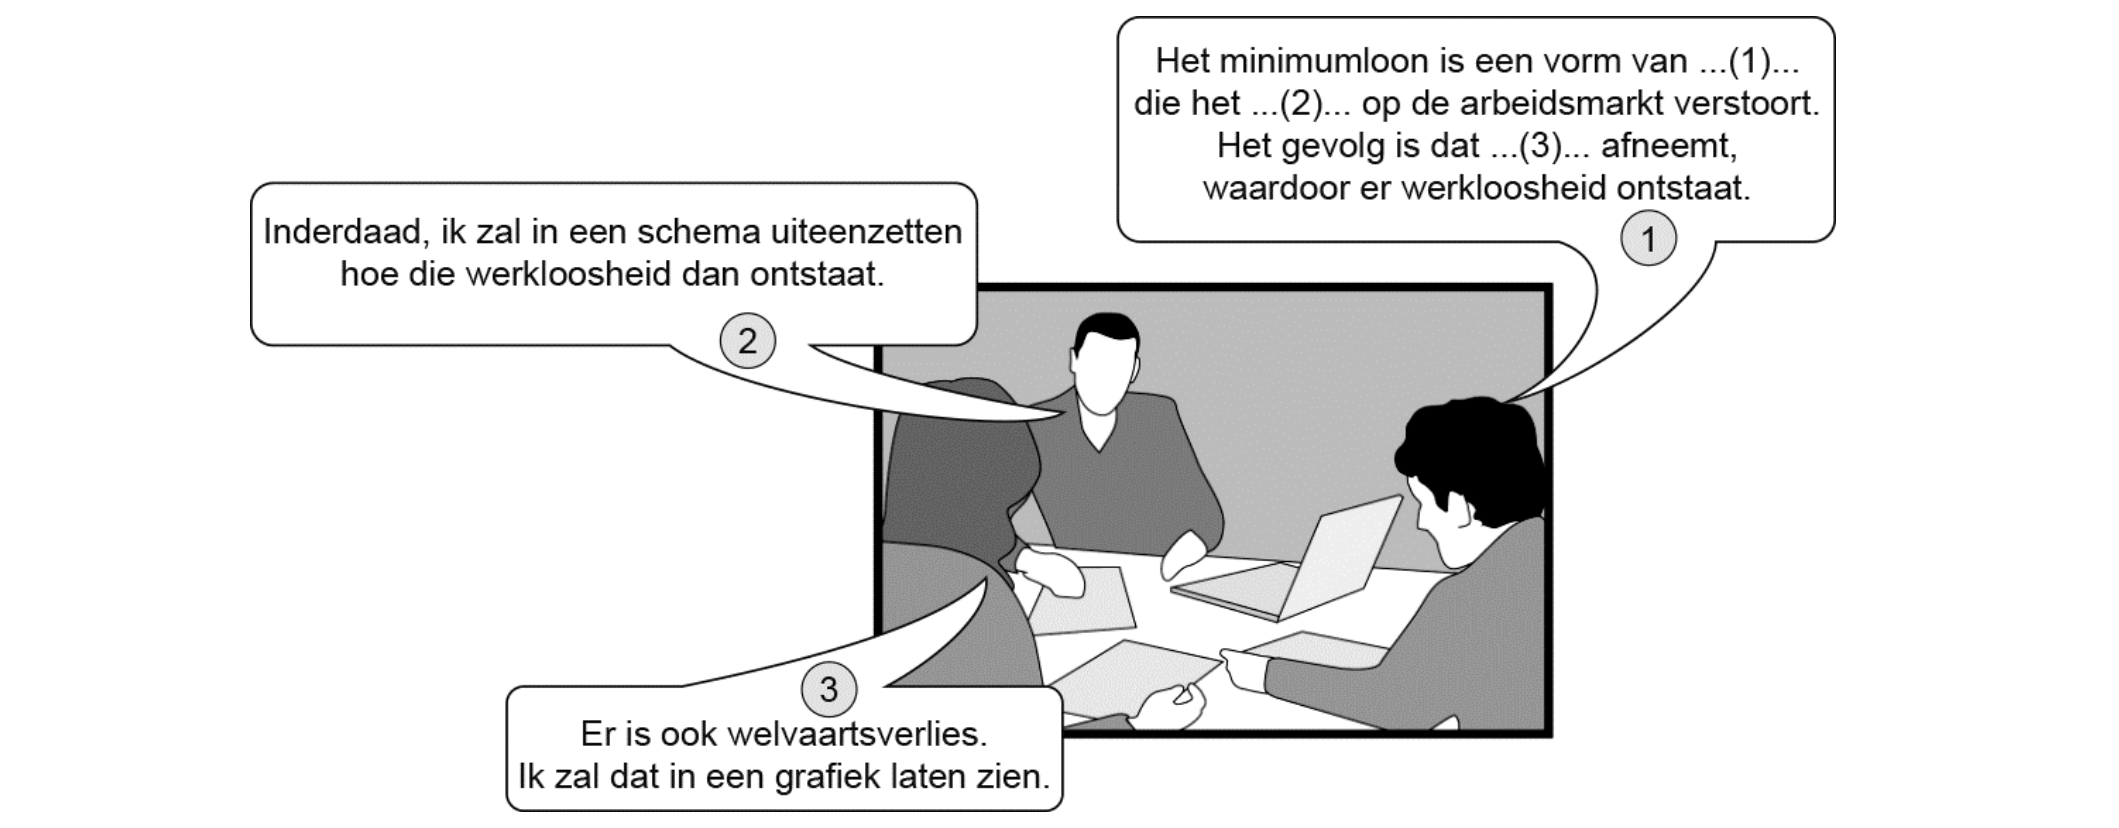 Het minimumloon is een vorm van ...(1)...
die het ...(2)... op de arbeidsmarkt verstoort.
Het gevolg is dat ...(3)... afneemt,
waardoor er werkloosheid ontstaat.
1
Inderdaad, ik zal in een schema uiteenzetten
hoe die werkloosheid dan ontstaat.
2
3
Er is ook welvaartsverlies.
Ik zal dat in een grafiek laten zien.